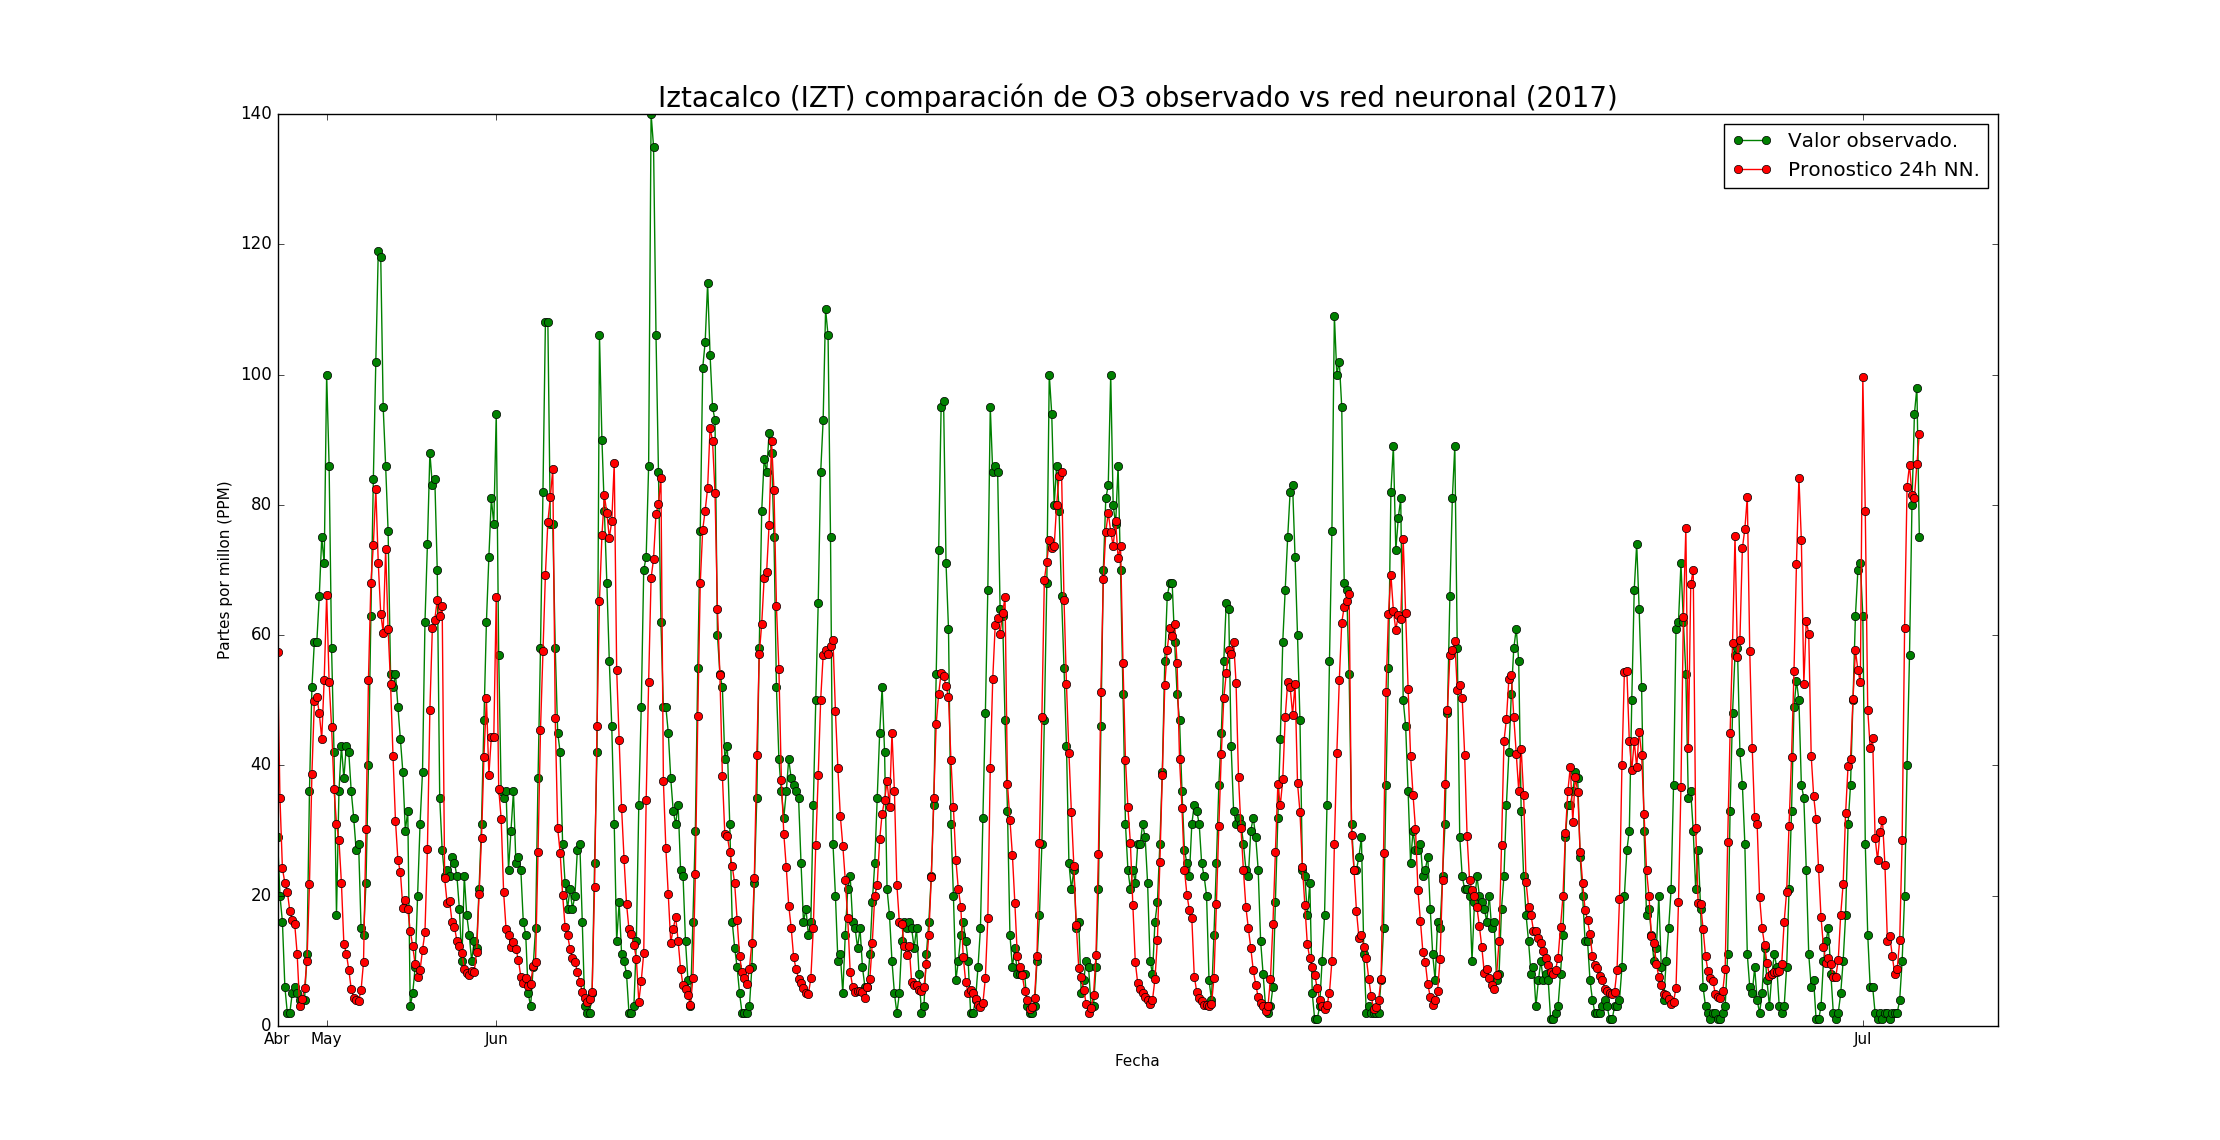 Iztacalco (IZT) comparación de O3 observado vs red neuronal (2017)
Valor observado.
Pronostico 24h NN.
Partes por millon (PPM)
140
120
100
80
60
40
20
0
Abr May Jun Jul
Fecha